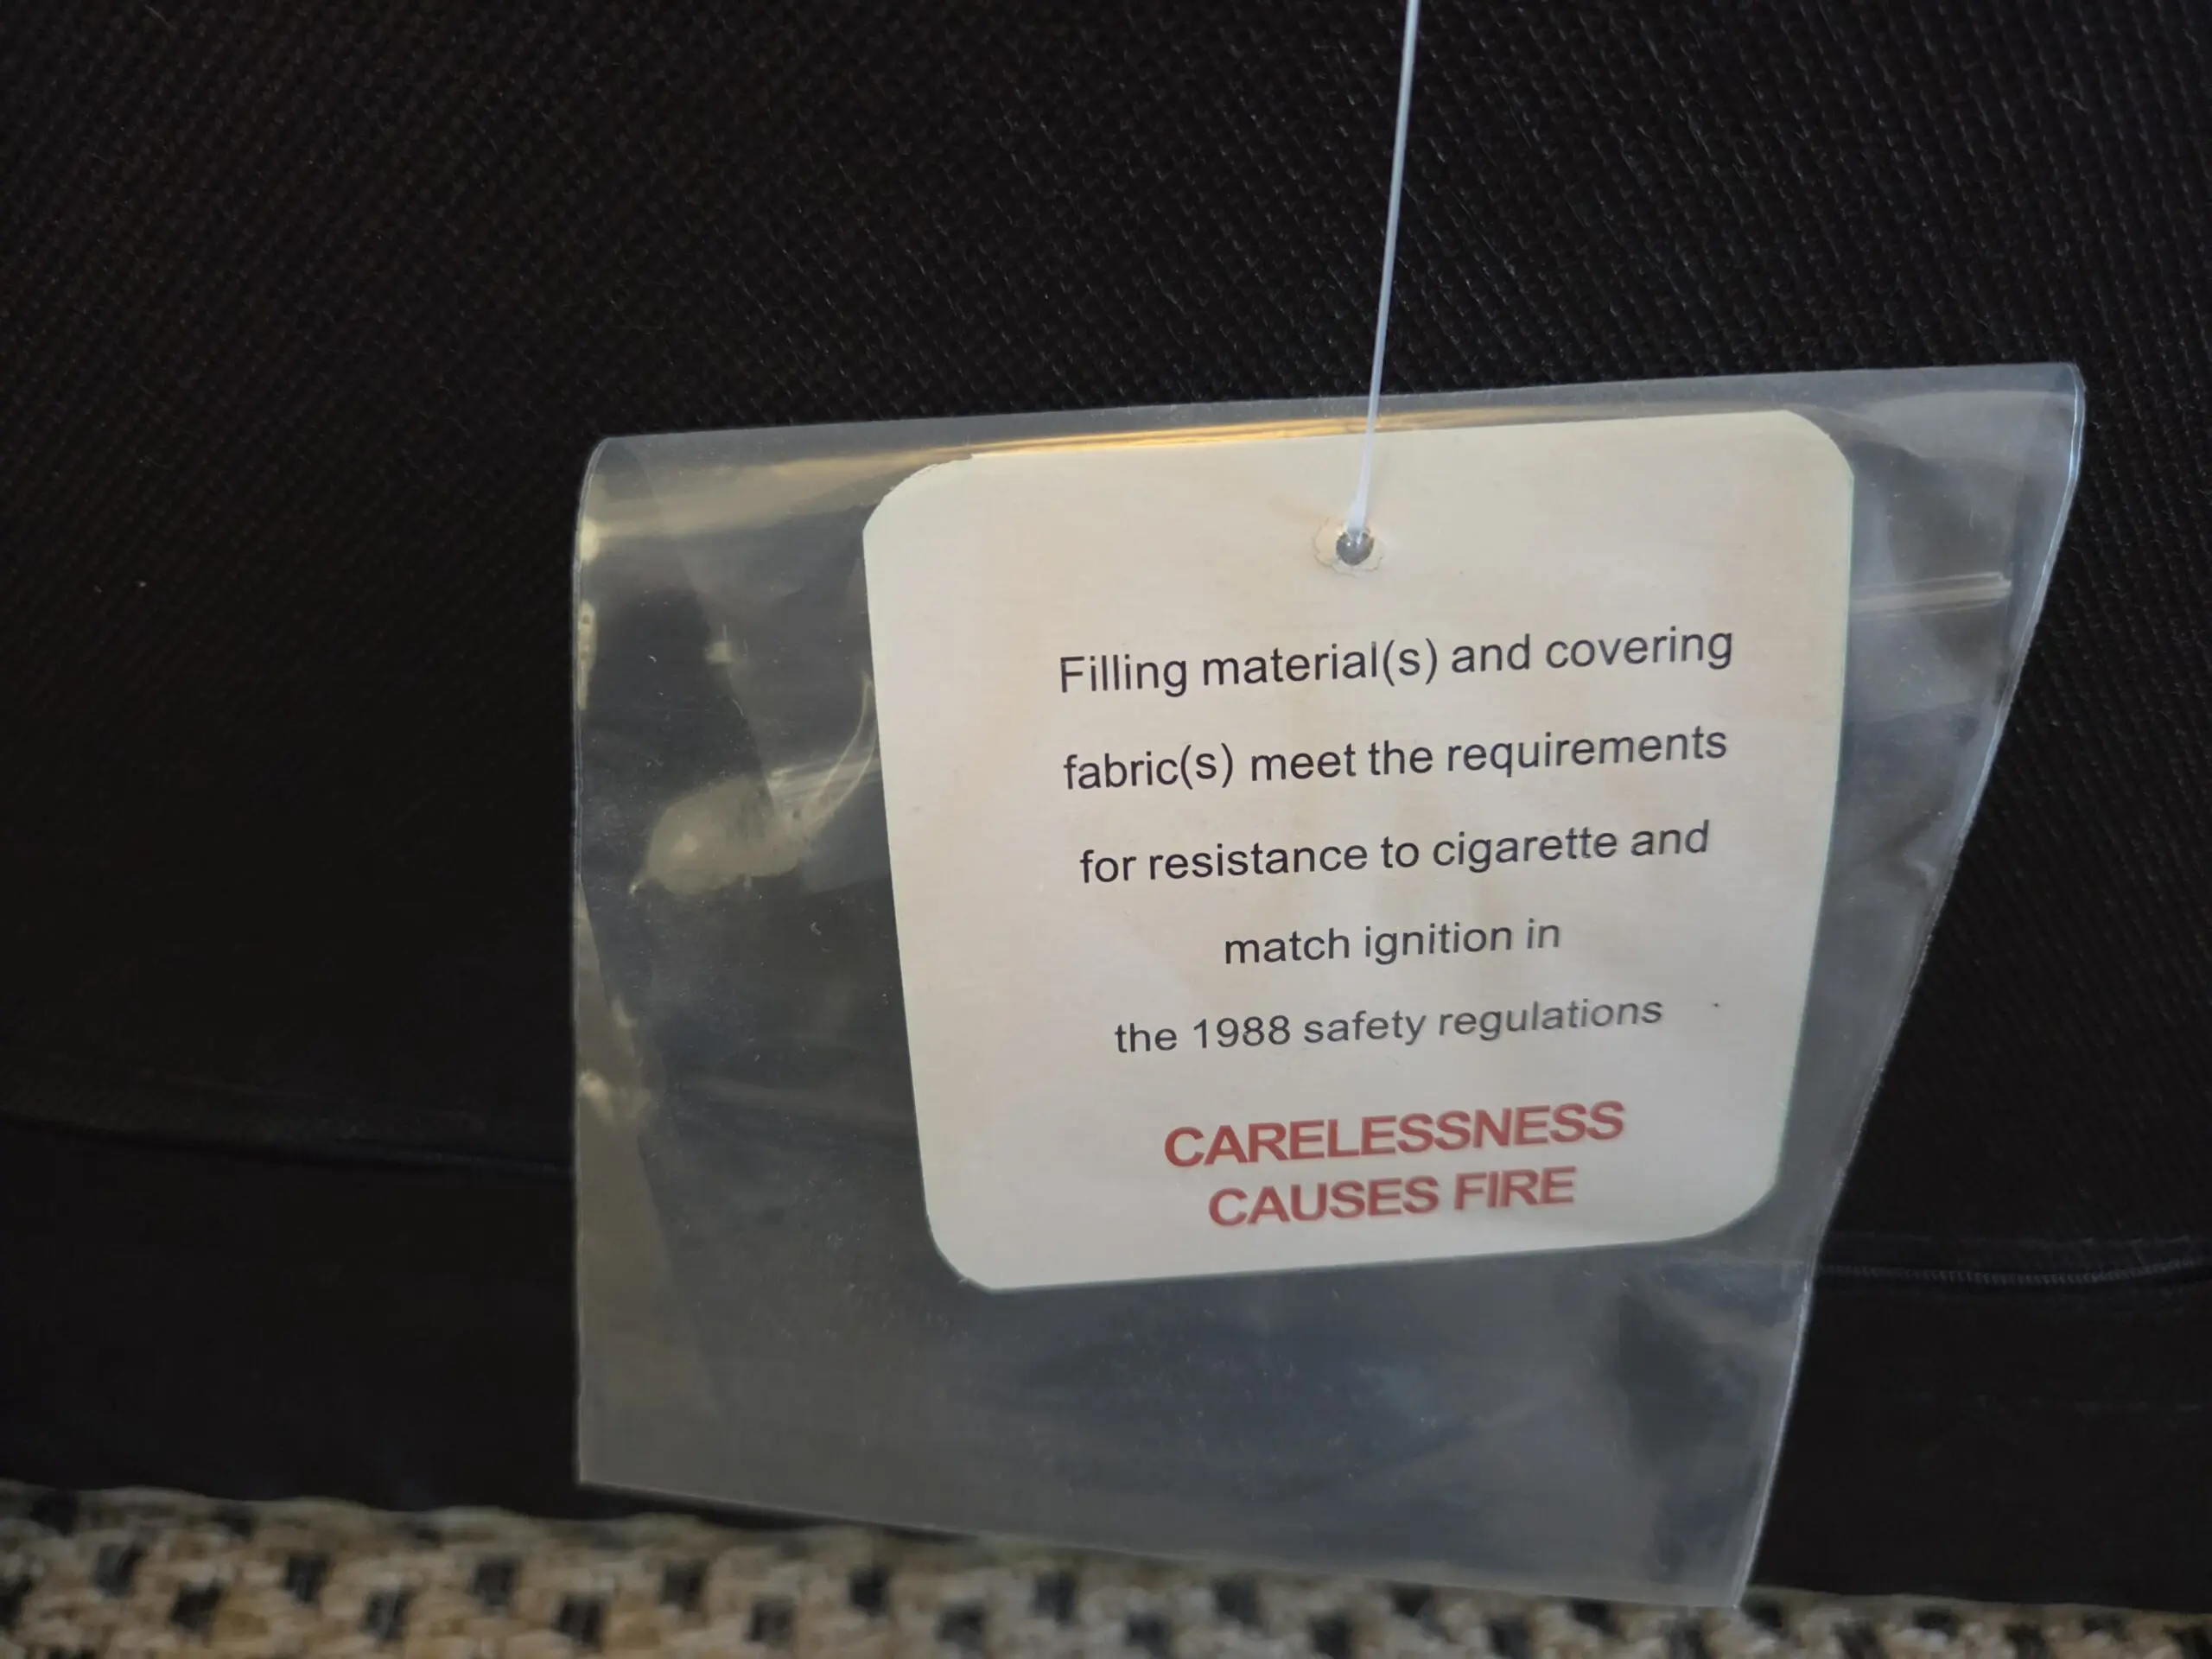 Filling material(s) and covering
fabric(s) meet the requirements
for resistance to cigarette and
match ignition in
the 1988 safety regulations
CARELESSNESS
CAUSES FIRE